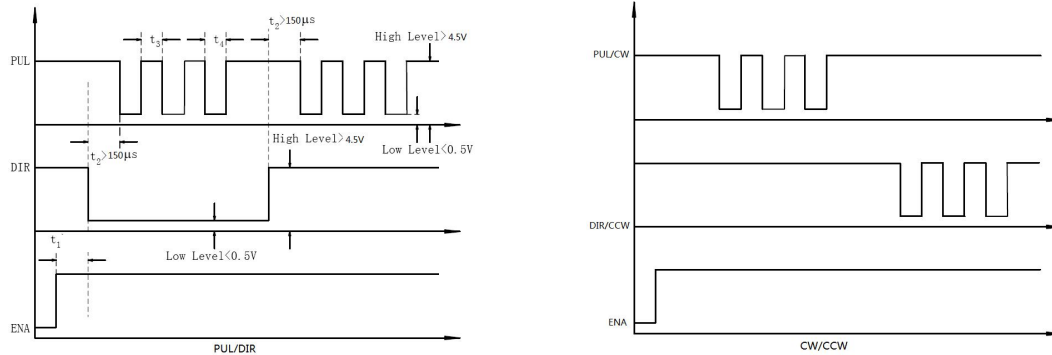 t₂>150μs
t₃
t₄
High Level>4.5V
PUL
High Level>4.5V
Low Level<0.5V
t₂>150μs
DIR
t₁
Low Level<0.5V
ENA
PUL/DIR
PUL/CW
DIR/CCW
ENA
CW/CCW